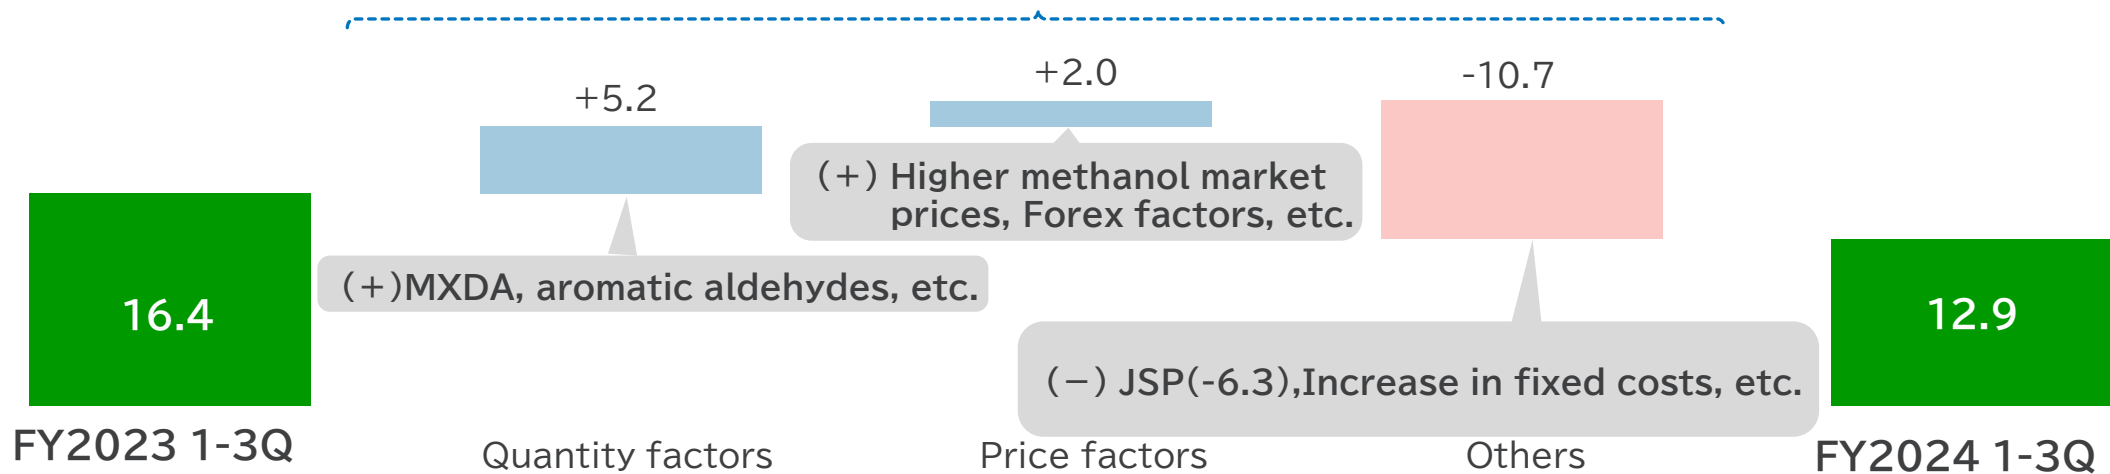 +5.2
+2.0
-10.7
(+) Higher methanol market
prices, Forex factors, etc.
(+)MXDA, aromatic aldehydes, etc.
16.4
12.9
(−) JSP(-6.3),Increase in fixed costs, etc.
FY2023 1-3Q
Quantity factors
Price factors
Others
FY2024 1-3Q